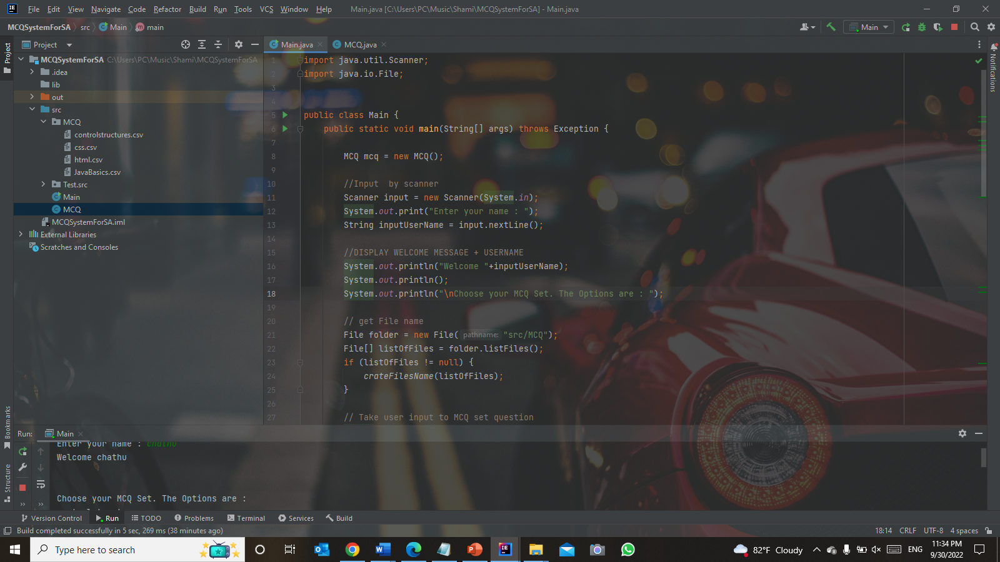 File Edit View Navigate Code Refactor Build Run Tools VCS Window Help Main.java [C:\Users\PC\Music\Shami\MCQSystemForSA] - Main.java
MCQSystemForSA src Main main
Main
Project
Main.java MCQ.java
Project
Notifications
MCQSystemForSA C:\Users\PC\Music\Shami\MCQSystemForSA
.idea
lib
out
src
MCQ
controlstructures.csv
css.csv
html.csv
JavaBasics.csv
Test.src
Main
MCQ
MCQSystemForSA.iml
External Libraries
Scratches and Consoles
1 import java.util.Scanner;
2 import java.io.File;
3
4
5 public class Main {
6 public static void main(String[] args) throws Exception {
7
8 MCQ mcq = new MCQ();
9
10 //Input  by scanner
11 Scanner input = new Scanner(System.in);
12 System.out.print("Enter your name : ");
13 String inputUserName = input.nextLine();
14
15 //DISPLAY WELCOME MESSAGE + USERNAME
16 System.out.println("Welcome "+inputUserName);
17 System.out.println();
18 System.out.println("\nChoose your MCQ Set. The Options are : ");
19
20 // get File name
21 File folder = new File( pathname: "src/MCQ");
22 File[] listOfFiles = folder.listFiles();
23 if (listOfFiles != null) {
24 crateFilesName(listOfFiles);
25 }
26
27 // Take user input to MCQ set question
Bookmarks
Structure
Run: Main
Enter your name : chathu
Welcome chathu
Choose your MCQ Set. The Options are :
Version Control Run TODO Problems Terminal Services Build
Build completed successfully in 5 sec, 269 ms (38 minutes ago) 18:14 CRLF UTF-8 4 spaces
Type here to search
82°F Cloudy ENG
11:34 PM
9/30/2022